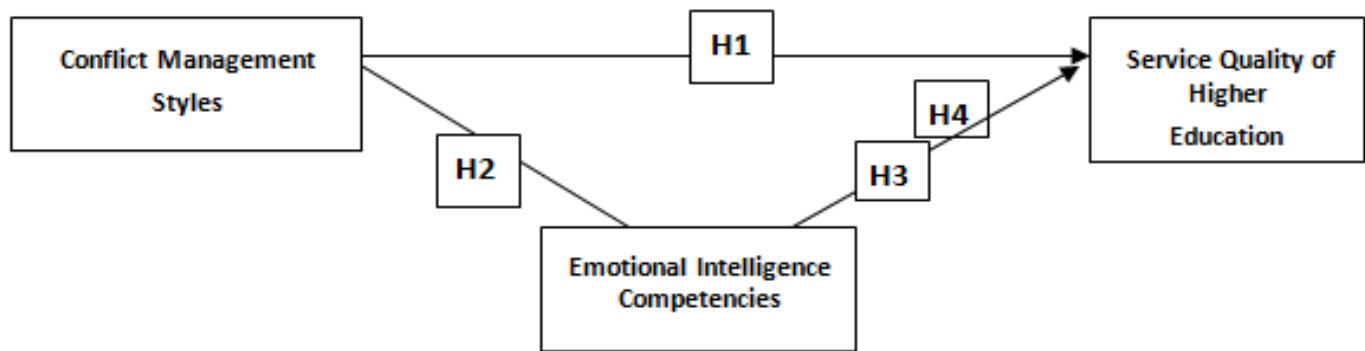 Conflict Management
Styles
H1
Service Quality of
Higher
Education
H4
H2
H3
Emotional Intelligence
Competencies